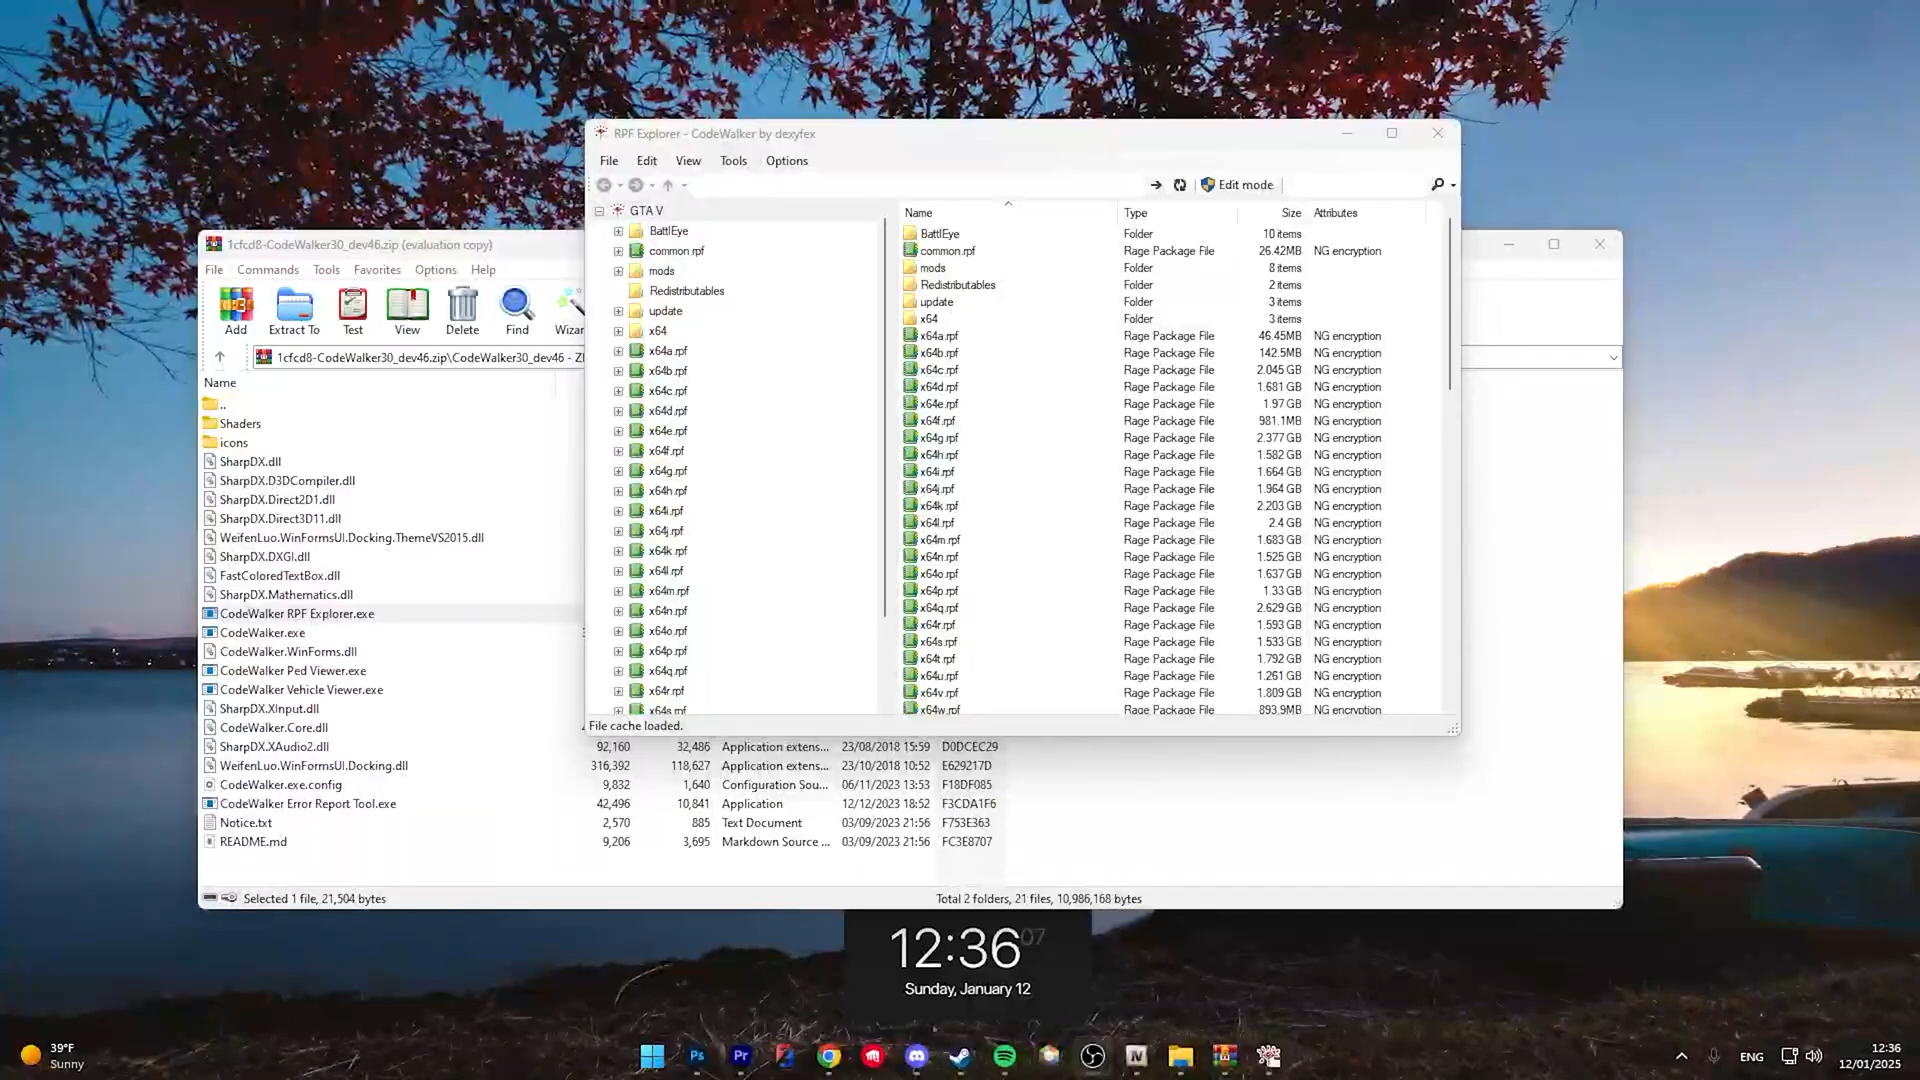 RPF Explorer - CodeWalker by dexyfex
File Edit View Tools Options
Edit mode
GTA V
BattlEye
common.rpf
mods
Redistributables
update
x64
x64a.rpf
x64b.rpf
x64c.rpf
x64d.rpf
x64e.rpf
x64f.rpf
x64g.rpf
x64h.rpf
x64i.rpf
x64j.rpf
x64k.rpf
x64l.rpf
x64m.rpf
x64n.rpf
x64o.rpf
x64p.rpf
x64q.rpf
x64r.rpf
x64s.rpf
Name Type Size Attributes
BattlEye Folder 10 items
common.rpf Rage Package File 26.42MB NG encryption
mods Folder 8 items
Redistributables Folder 2 items
update Folder 3 items
x64 Folder 3 items
x64a.rpf Rage Package File 46.45MB NG encryption
x64b.rpf Rage Package File 142.5MB NG encryption
x64c.rpf Rage Package File 2.045 GB NG encryption
x64d.rpf Rage Package File 1.681 GB NG encryption
x64e.rpf Rage Package File 1.97 GB NG encryption
x64f.rpf Rage Package File 981.1MB NG encryption
x64g.rpf Rage Package File 2.377 GB NG encryption
x64h.rpf Rage Package File 1.582 GB NG encryption
x64i.rpf Rage Package File 1.664 GB NG encryption
x64j.rpf Rage Package File 1.964 GB NG encryption
x64k.rpf Rage Package File 2.203 GB NG encryption
x64l.rpf Rage Package File 2.4 GB NG encryption
x64m.rpf Rage Package File 1.683 GB NG encryption
x64n.rpf Rage Package File 1.525 GB NG encryption
x64o.rpf Rage Package File 1.637 GB NG encryption
x64p.rpf Rage Package File 1.33 GB NG encryption
x64q.rpf Rage Package File 2.629 GB NG encryption
x64r.rpf Rage Package File 1.593 GB NG encryption
x64s.rpf Rage Package File 1.533 GB NG encryption
x64t.rpf Rage Package File 1.792 GB NG encryption
x64u.rpf Rage Package File 1.261 GB NG encryption
x64v.rpf Rage Package File 1.809 GB NG encryption
x64w.rpf Rage Package File 893.9MB NG encryption
File cache loaded.
1cfcd8-CodeWalker30_dev46.zip (evaluation copy)
File Commands Tools Favorites Options Help
Add Extract To Test View Delete Find
1cfcd8-CodeWalker30_dev46.zip\CodeWalker30_dev46 -
Name
..
Shaders
icons
SharpDX.dll
SharpDX.D3DCompiler.dll
SharpDX.Direct2D1.dll
SharpDX.Direct3D11.dll
WeifenLuo.WinFormsUI.Docking.ThemeVS2015.dll
SharpDX.DXGI.dll
FastColoredTextBox.dll
SharpDX.Mathematics.dll
CodeWalker RPF Explorer.exe
CodeWalker.exe
CodeWalker.WinForms.dll
CodeWalker Ped Viewer.exe
CodeWalker Vehicle Viewer.exe
SharpDX.XInput.dll
CodeWalker.Core.dll
SharpDX.XAudio2.dll 92,160 32,486 Application extens... 23/08/2018 15:59 D0DCEC29
WeifenLuo.WinFormsUI.Docking.dll 316,392 118,627 Application extens... 23/10/2018 10:52 E629217D
CodeWalker.exe.config 9,832 1,640 Configuration Sou... 06/11/2023 13:53 F18DF085
CodeWalker Error Report Tool.exe 42,496 10,841 Application 12/12/2023 18:52 F3CDA1F6
Notice.txt 2,570 885 Text Document 03/09/2023 21:56 F753E363
README.md 9,206 3,695 Markdown Source ... 03/09/2023 21:56 FC3E8707
Selected 1 file, 21,504 bytes Total 2 folders, 21 files, 10,986,168 bytes
12:36 07
Sunday, January 12
39°F
Sunny
Ps
Pr
ENG
12:36
12/01/2025